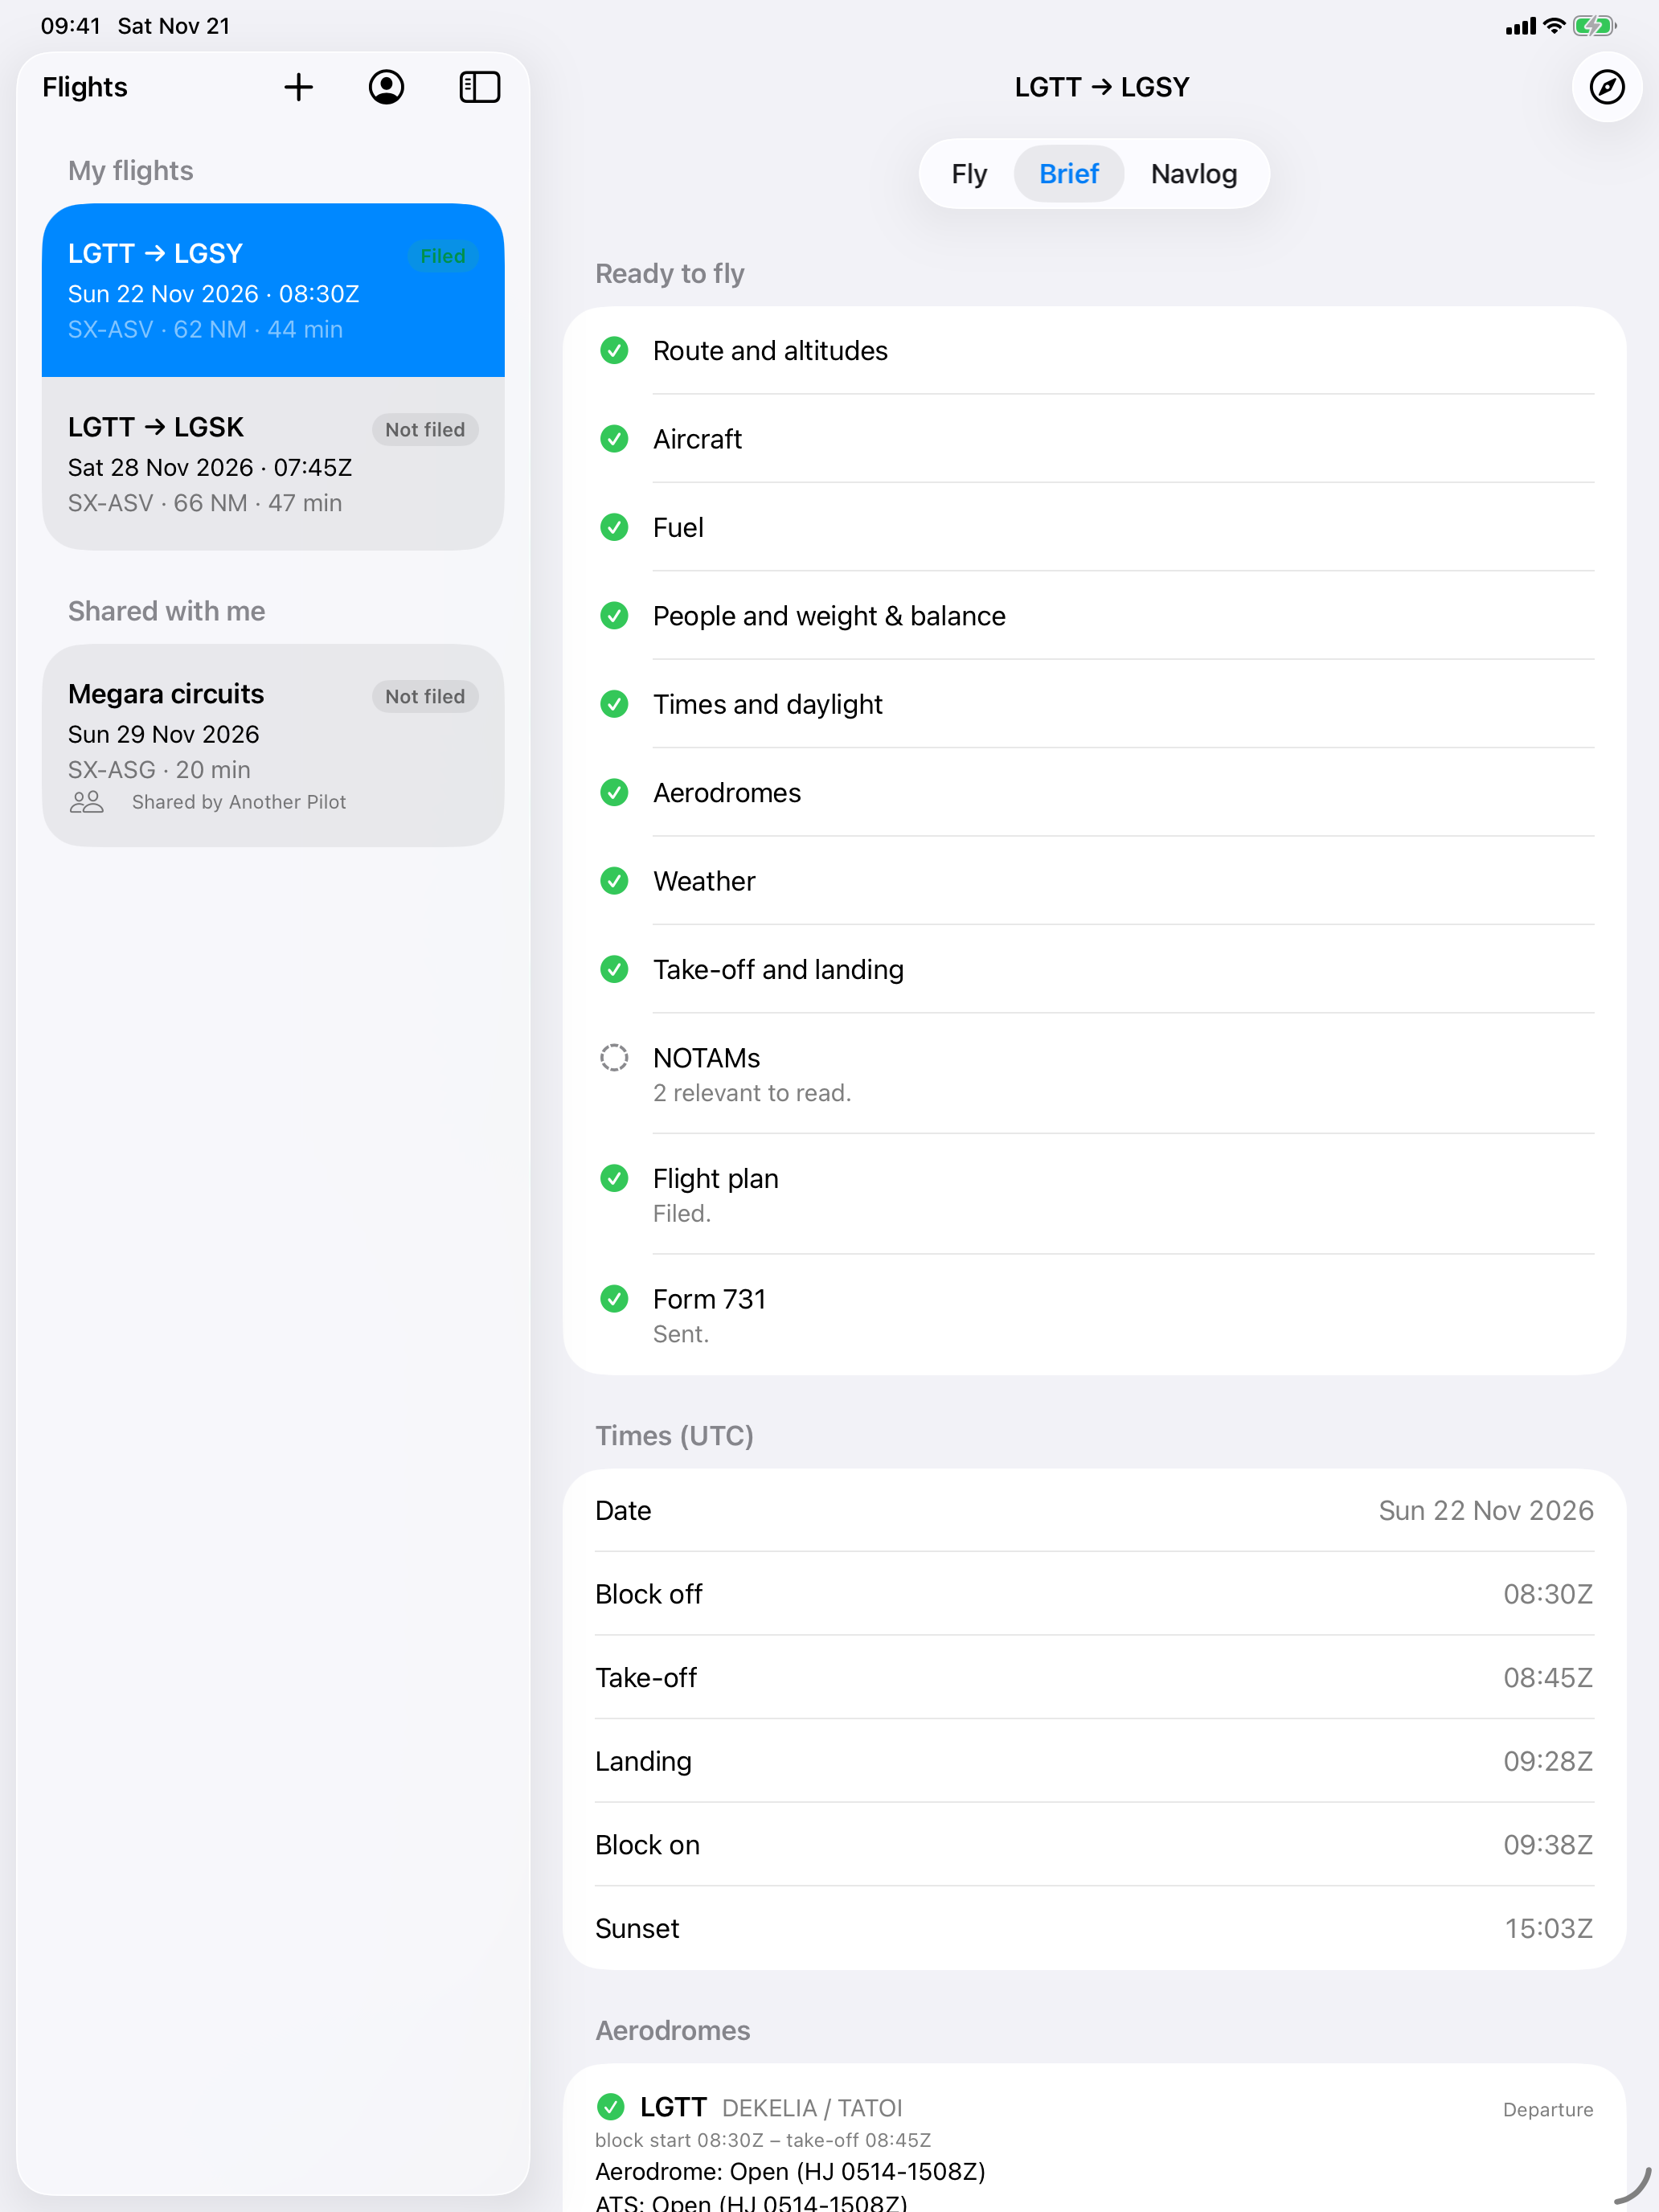 09:41 Sat Nov 21
Flights
LGTT → LGSY
Fly Brief Navlog
My flights
LGTT → LGSY Filed
Sun 22 Nov 2026 · 08:30Z
SX-ASV · 62 NM · 44 min
LGTT → LGSK Not filed
Sat 28 Nov 2026 · 07:45Z
SX-ASV · 66 NM · 47 min
Shared with me
Megara circuits Not filed
Sun 29 Nov 2026
SX-ASG · 20 min
Shared by Another Pilot
Ready to fly
Route and altitudes
Aircraft
Fuel
People and weight & balance
Times and daylight
Aerodromes
Weather
Take-off and landing
NOTAMs
2 relevant to read.
Flight plan
Filed.
Form 731
Sent.
Times (UTC)
Date Sun 22 Nov 2026
Block off 08:30Z
Take-off 08:45Z
Landing 09:28Z
Block on 09:38Z
Sunset 15:03Z
Aerodromes
LGTT DEKELIA / TATOI Departure
block start 08:30Z – take-off 08:45Z
Aerodrome: Open (HJ 0514-1508Z)
ATS: Open (HJ 0514-1508Z)